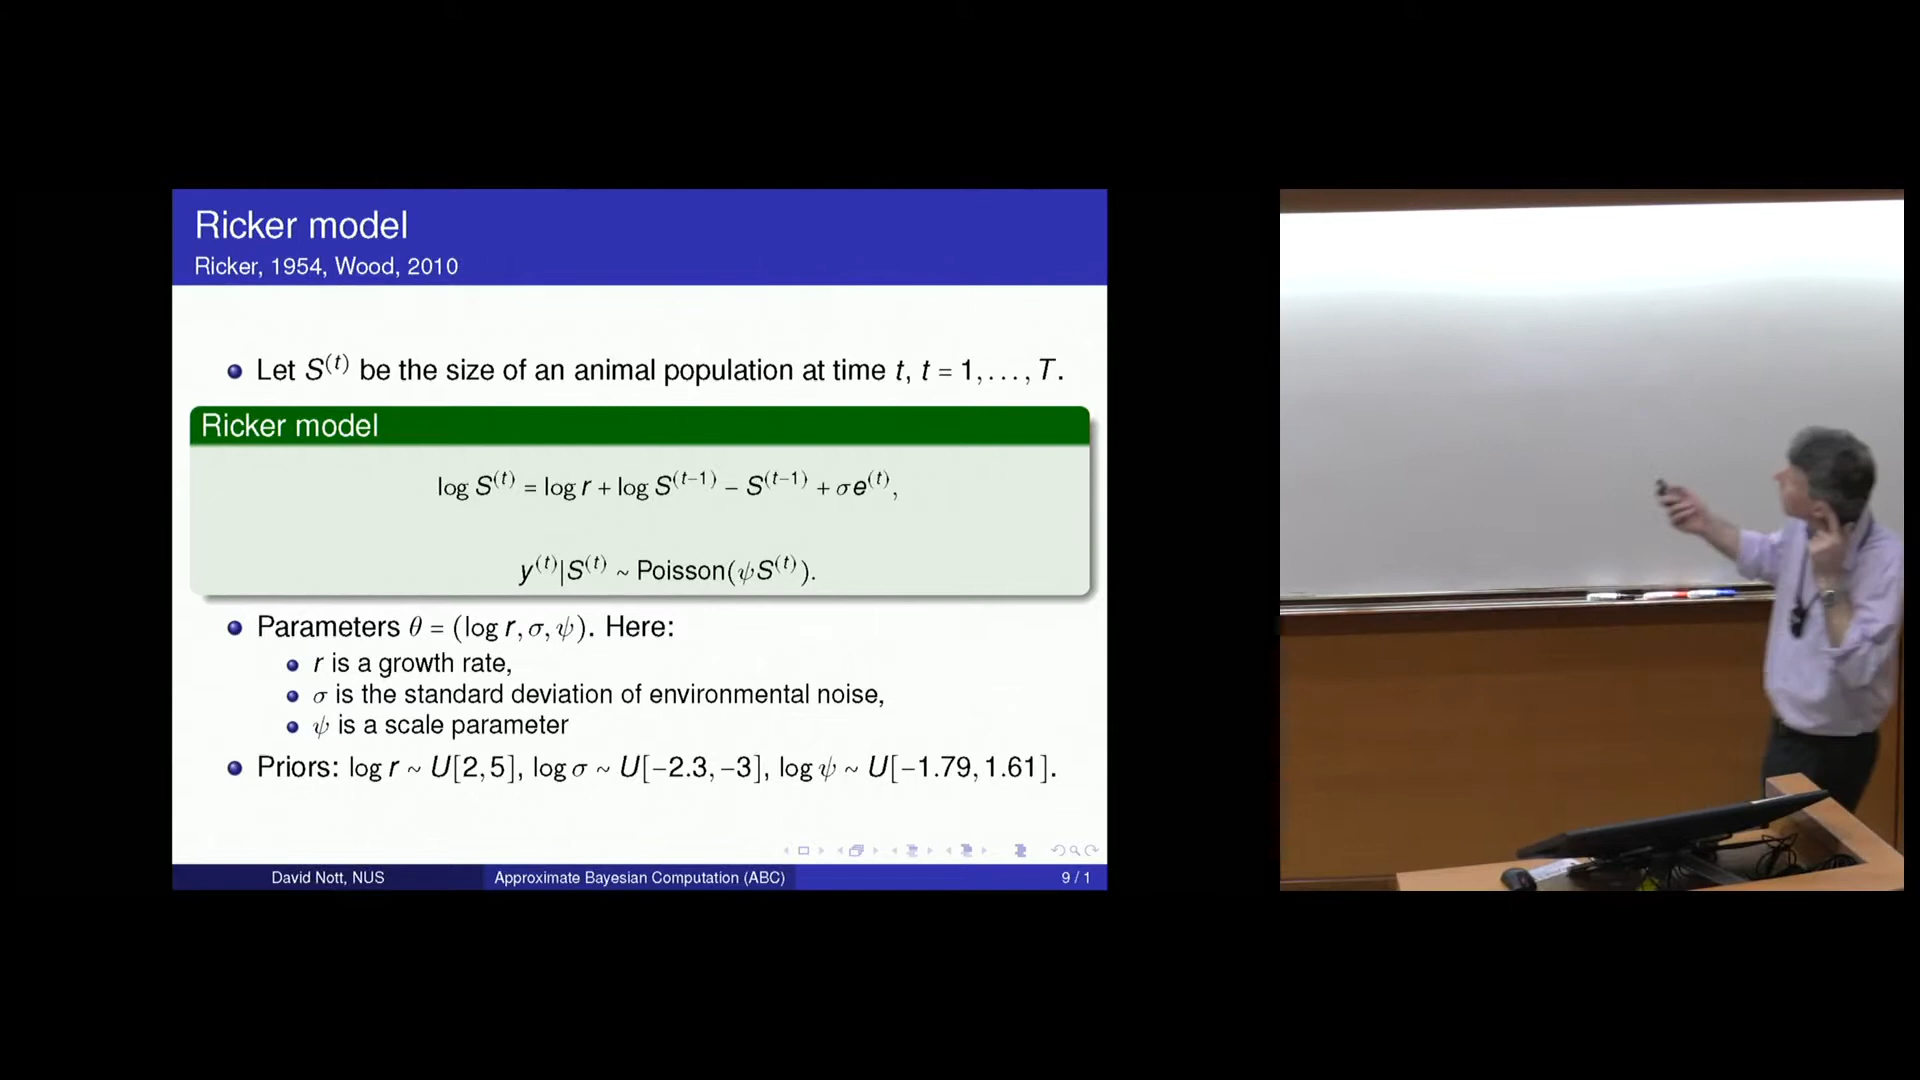 Ricker model
Ricker, 1954, Wood, 2010
Let S^(t) be the size of an animal population at time t, t = 1, . . . , T.
Ricker model
log S^(t) = log r + log S^(t−1) − S^(t−1) + σe^(t),
y^(t)|S^(t) ~ Poisson(ψS^(t)).
Parameters θ = (log r, σ, ψ). Here:
r is a growth rate,
σ is the standard deviation of environmental noise,
ψ is a scale parameter
Priors: log r ~ U[2, 5], log σ ~ U[−2.3, −3], log ψ ~ U[−1.79, 1.61].
David Nott, NUS
Approximate Bayesian Computation (ABC)
9 / 1